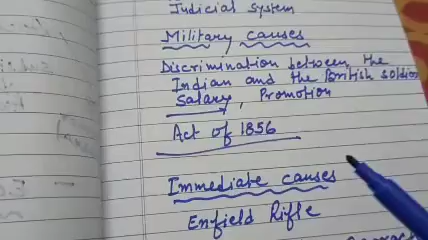 Judicial System
Military causes
Discrimination between the
Indian and the British soldier
Salary, Promotion
Act of 1856
Immediate causes
Enfield Rifle